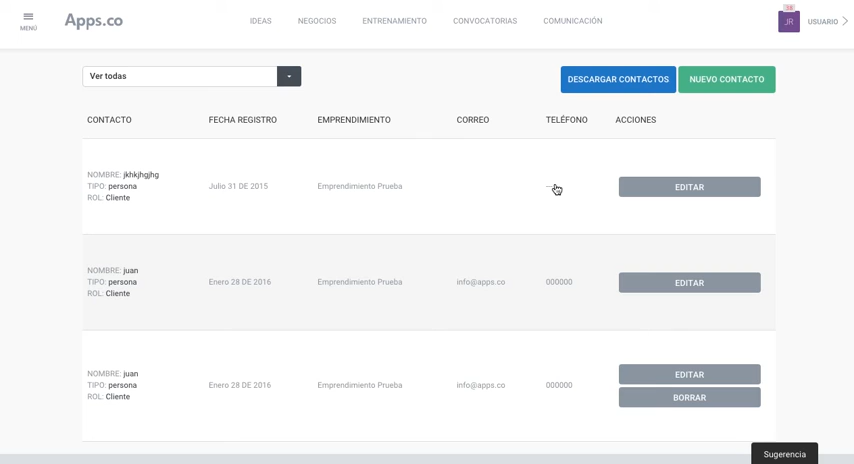 MENÚ
Apps.co
IDEAS NEGOCIOS ENTRENAMIENTO CONVOCATORIAS COMUNICACIÓN
38
JR
USUARIO
Ver todas
DESCARGAR CONTACTOS NUEVO CONTACTO
CONTACTO FECHA REGISTRO EMPRENDIMIENTO CORREO TELÉFONO ACCIONES
NOMBRE: jkhkjhgjhg
TIPO: persona Julio 31 DE 2015 Emprendimiento Prueba EDITAR
ROL: Cliente
NOMBRE: juan
TIPO: persona Enero 28 DE 2016 Emprendimiento Prueba info@apps.co 000000 EDITAR
ROL: Cliente
NOMBRE: juan EDITAR
TIPO: persona Enero 28 DE 2016 Emprendimiento Prueba info@apps.co 000000
ROL: Cliente BORRAR
Sugerencia